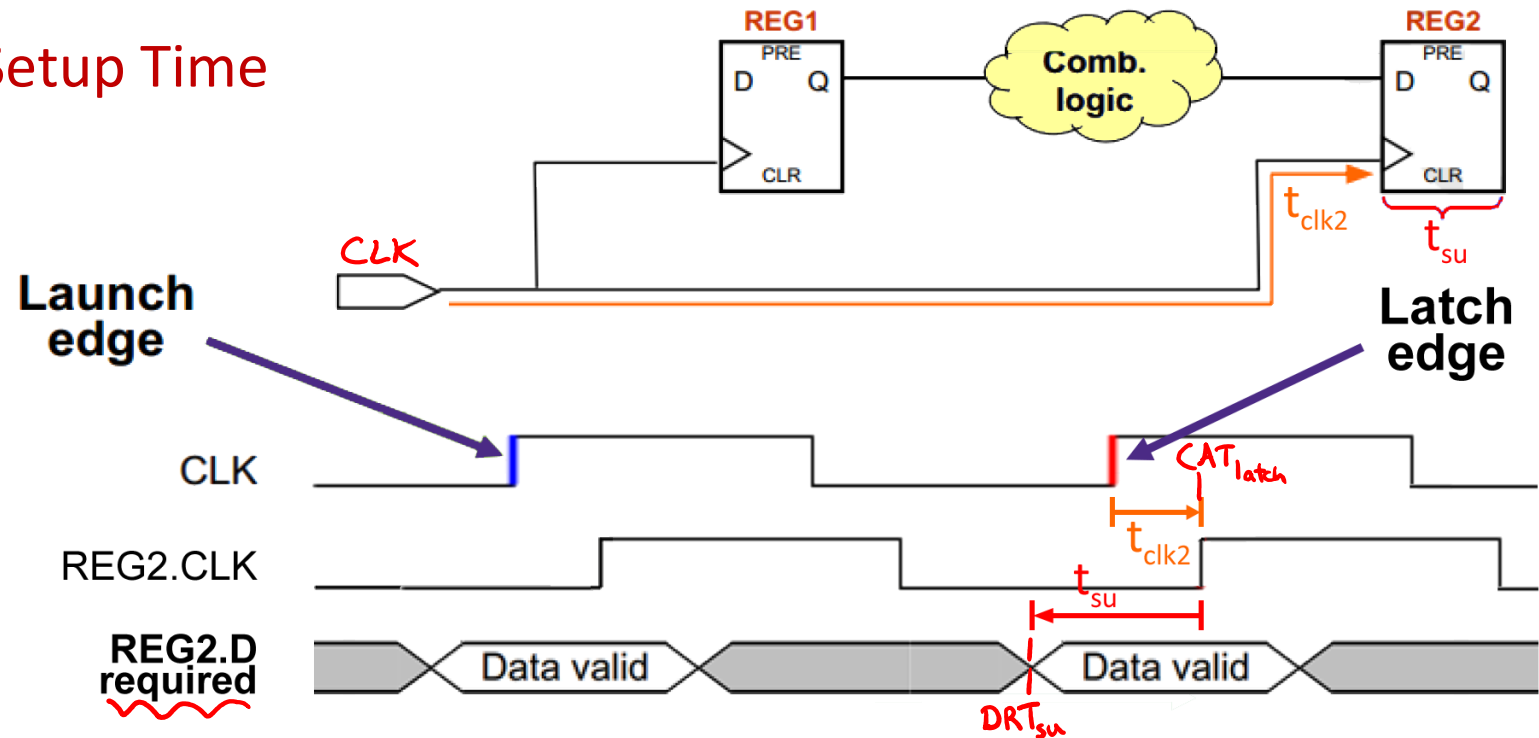 etup Time
REG1
PRE
D Q
CLR
Comb.
logic
REG2
PRE
D Q
CLR
t_clk2
t_su
CLK
Launch
edge
Latch
edge
CLK
CAT_latch
t_clk2
REG2.CLK
t_su
REG2.D
required
Data valid
Data valid
DRT_su